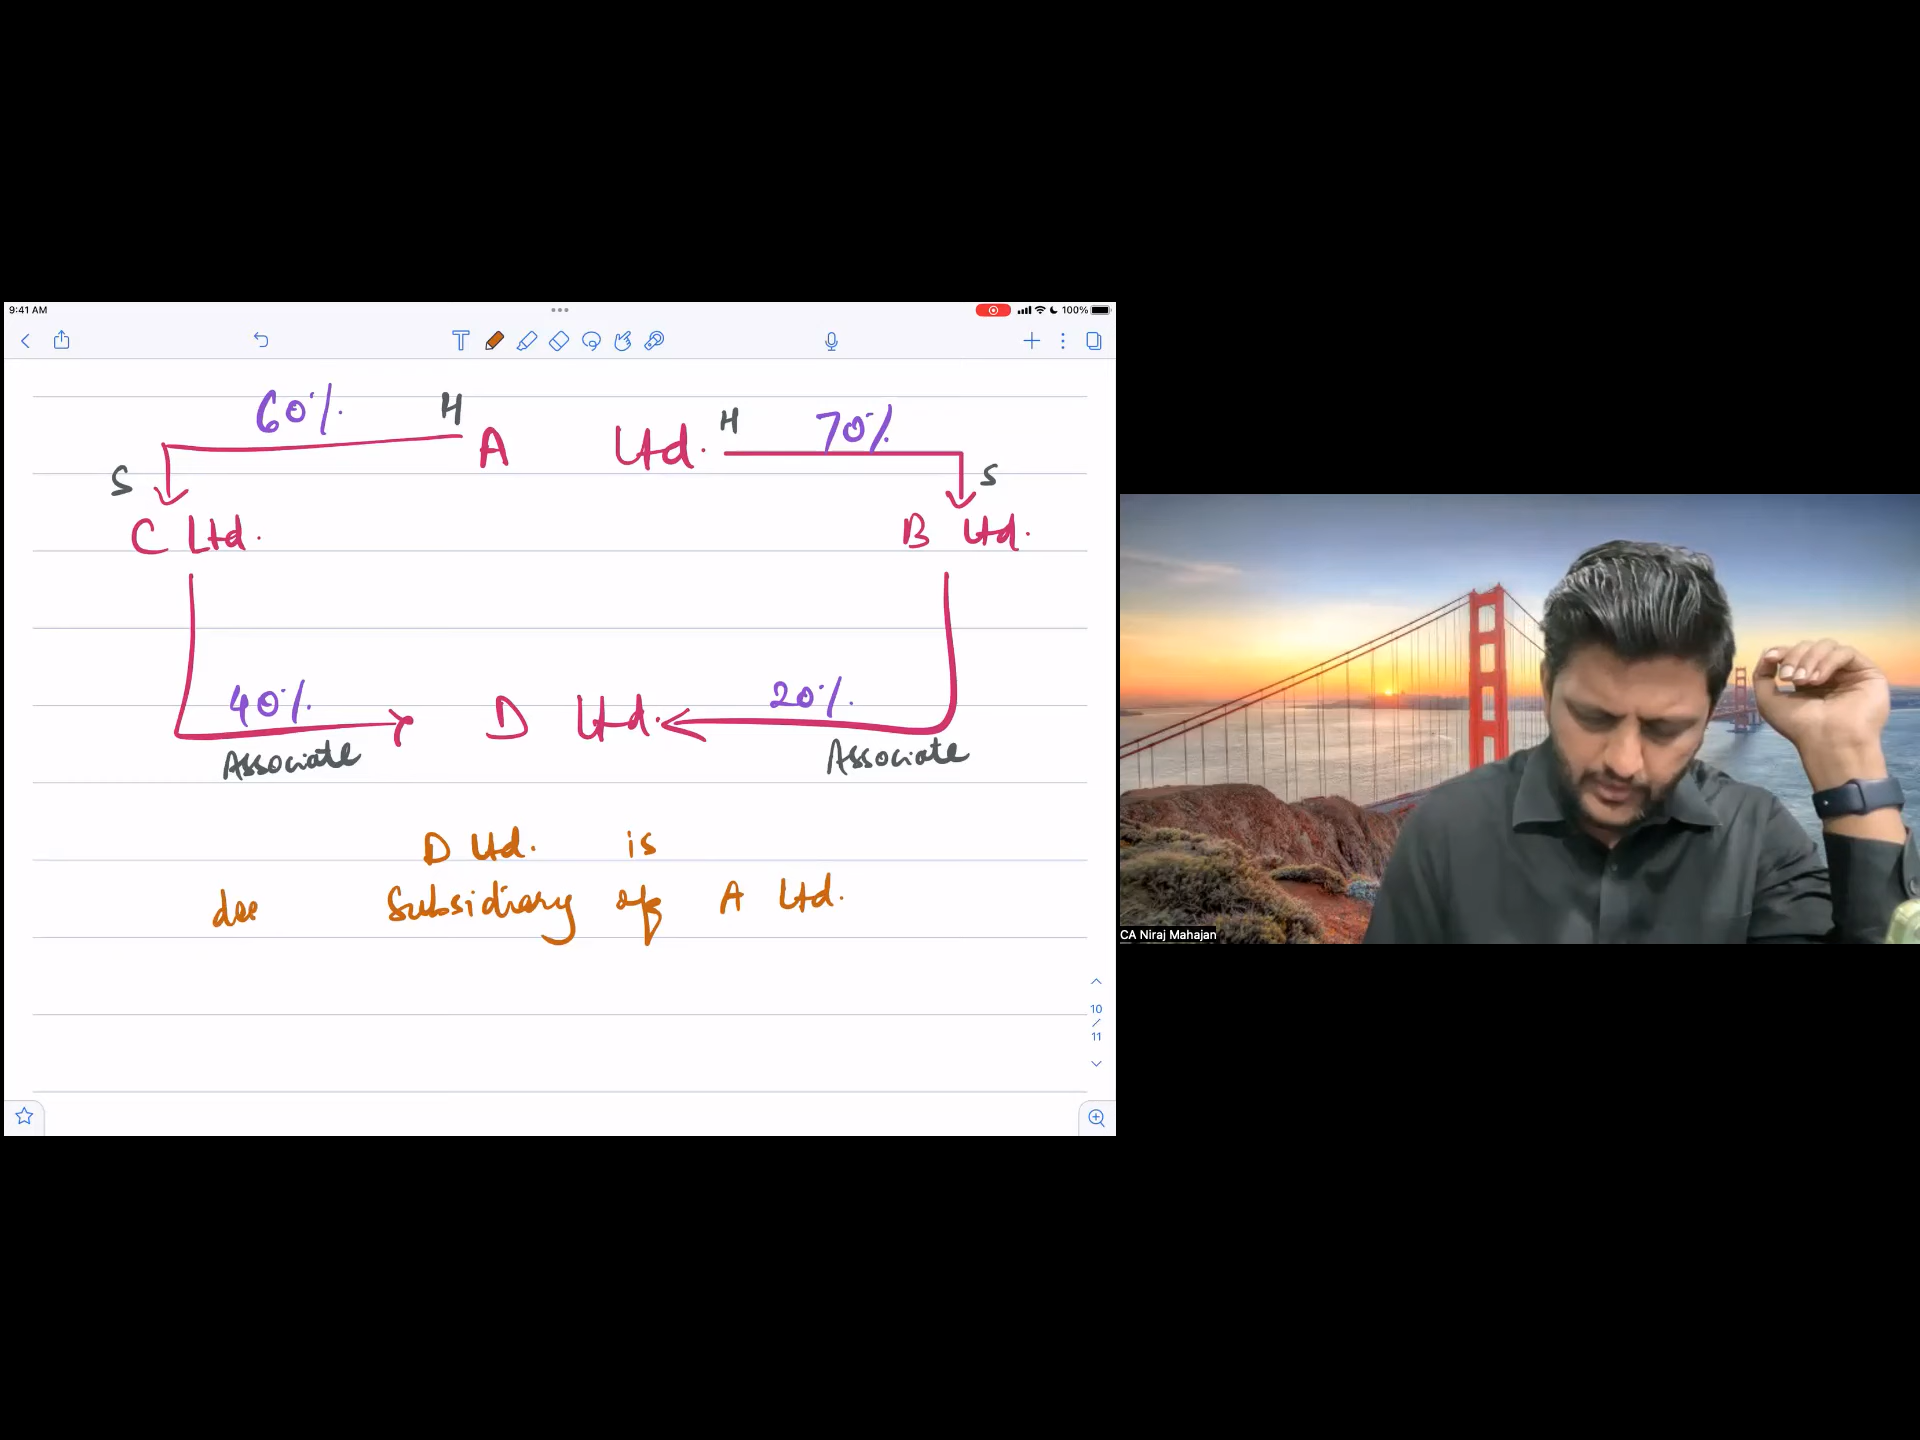 9:41 AM
100%
60% H A Ltd. H 70%
S S
C Ltd. B Ltd.
40% D Ltd. 20%
Associate Associate
D Ltd. is
dee Subsidiary of A Ltd.
CA Niraj Mahajan
10
/
11